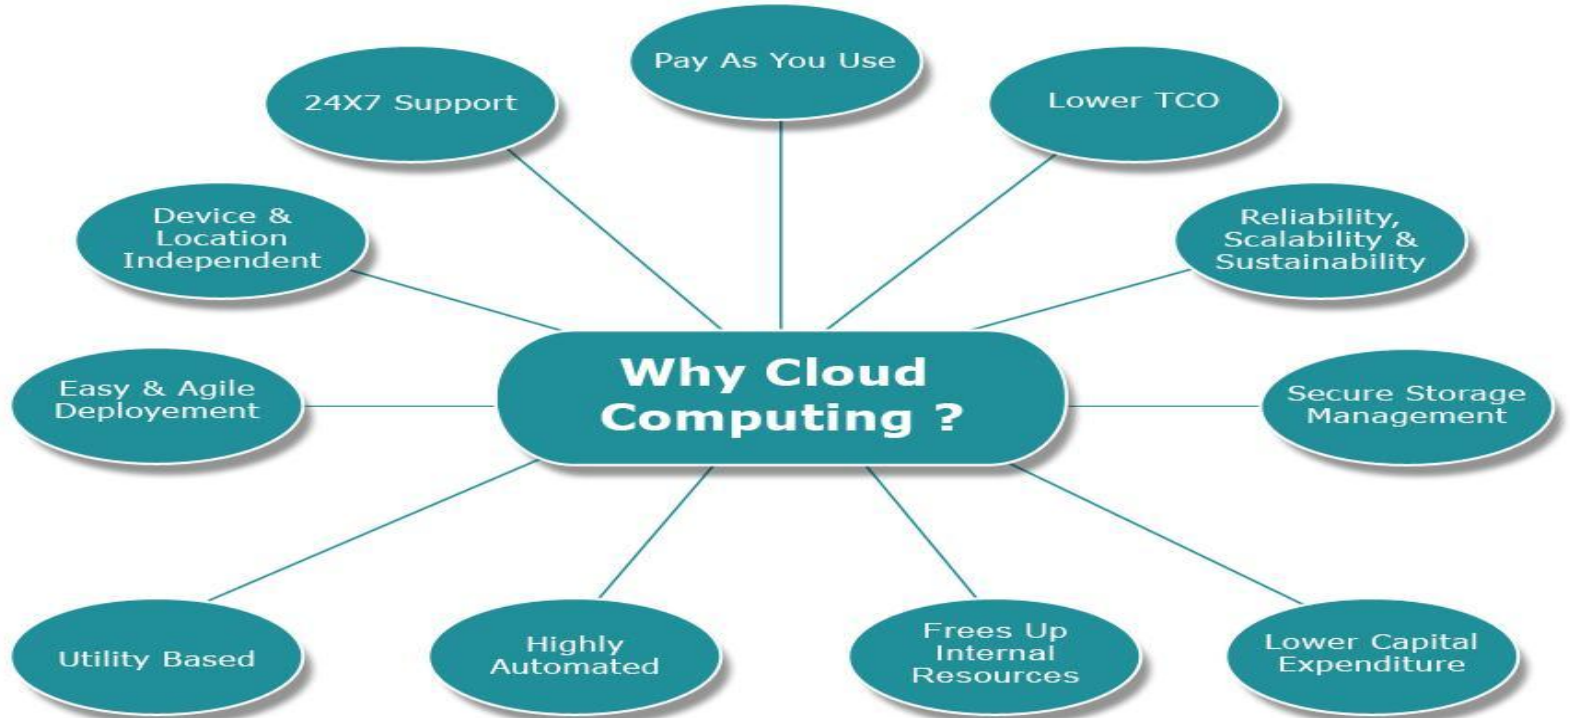 Pay As You Use
24X7 Support
Lower TCO
Device &
Location
Independent
Reliability,
Scalability &
Sustainability
Why Cloud
Computing ?
Easy & Agile
Deployement
Secure Storage
Management
Utility Based
Highly
Automated
Frees Up
Internal
Resources
Lower Capital
Expenditure